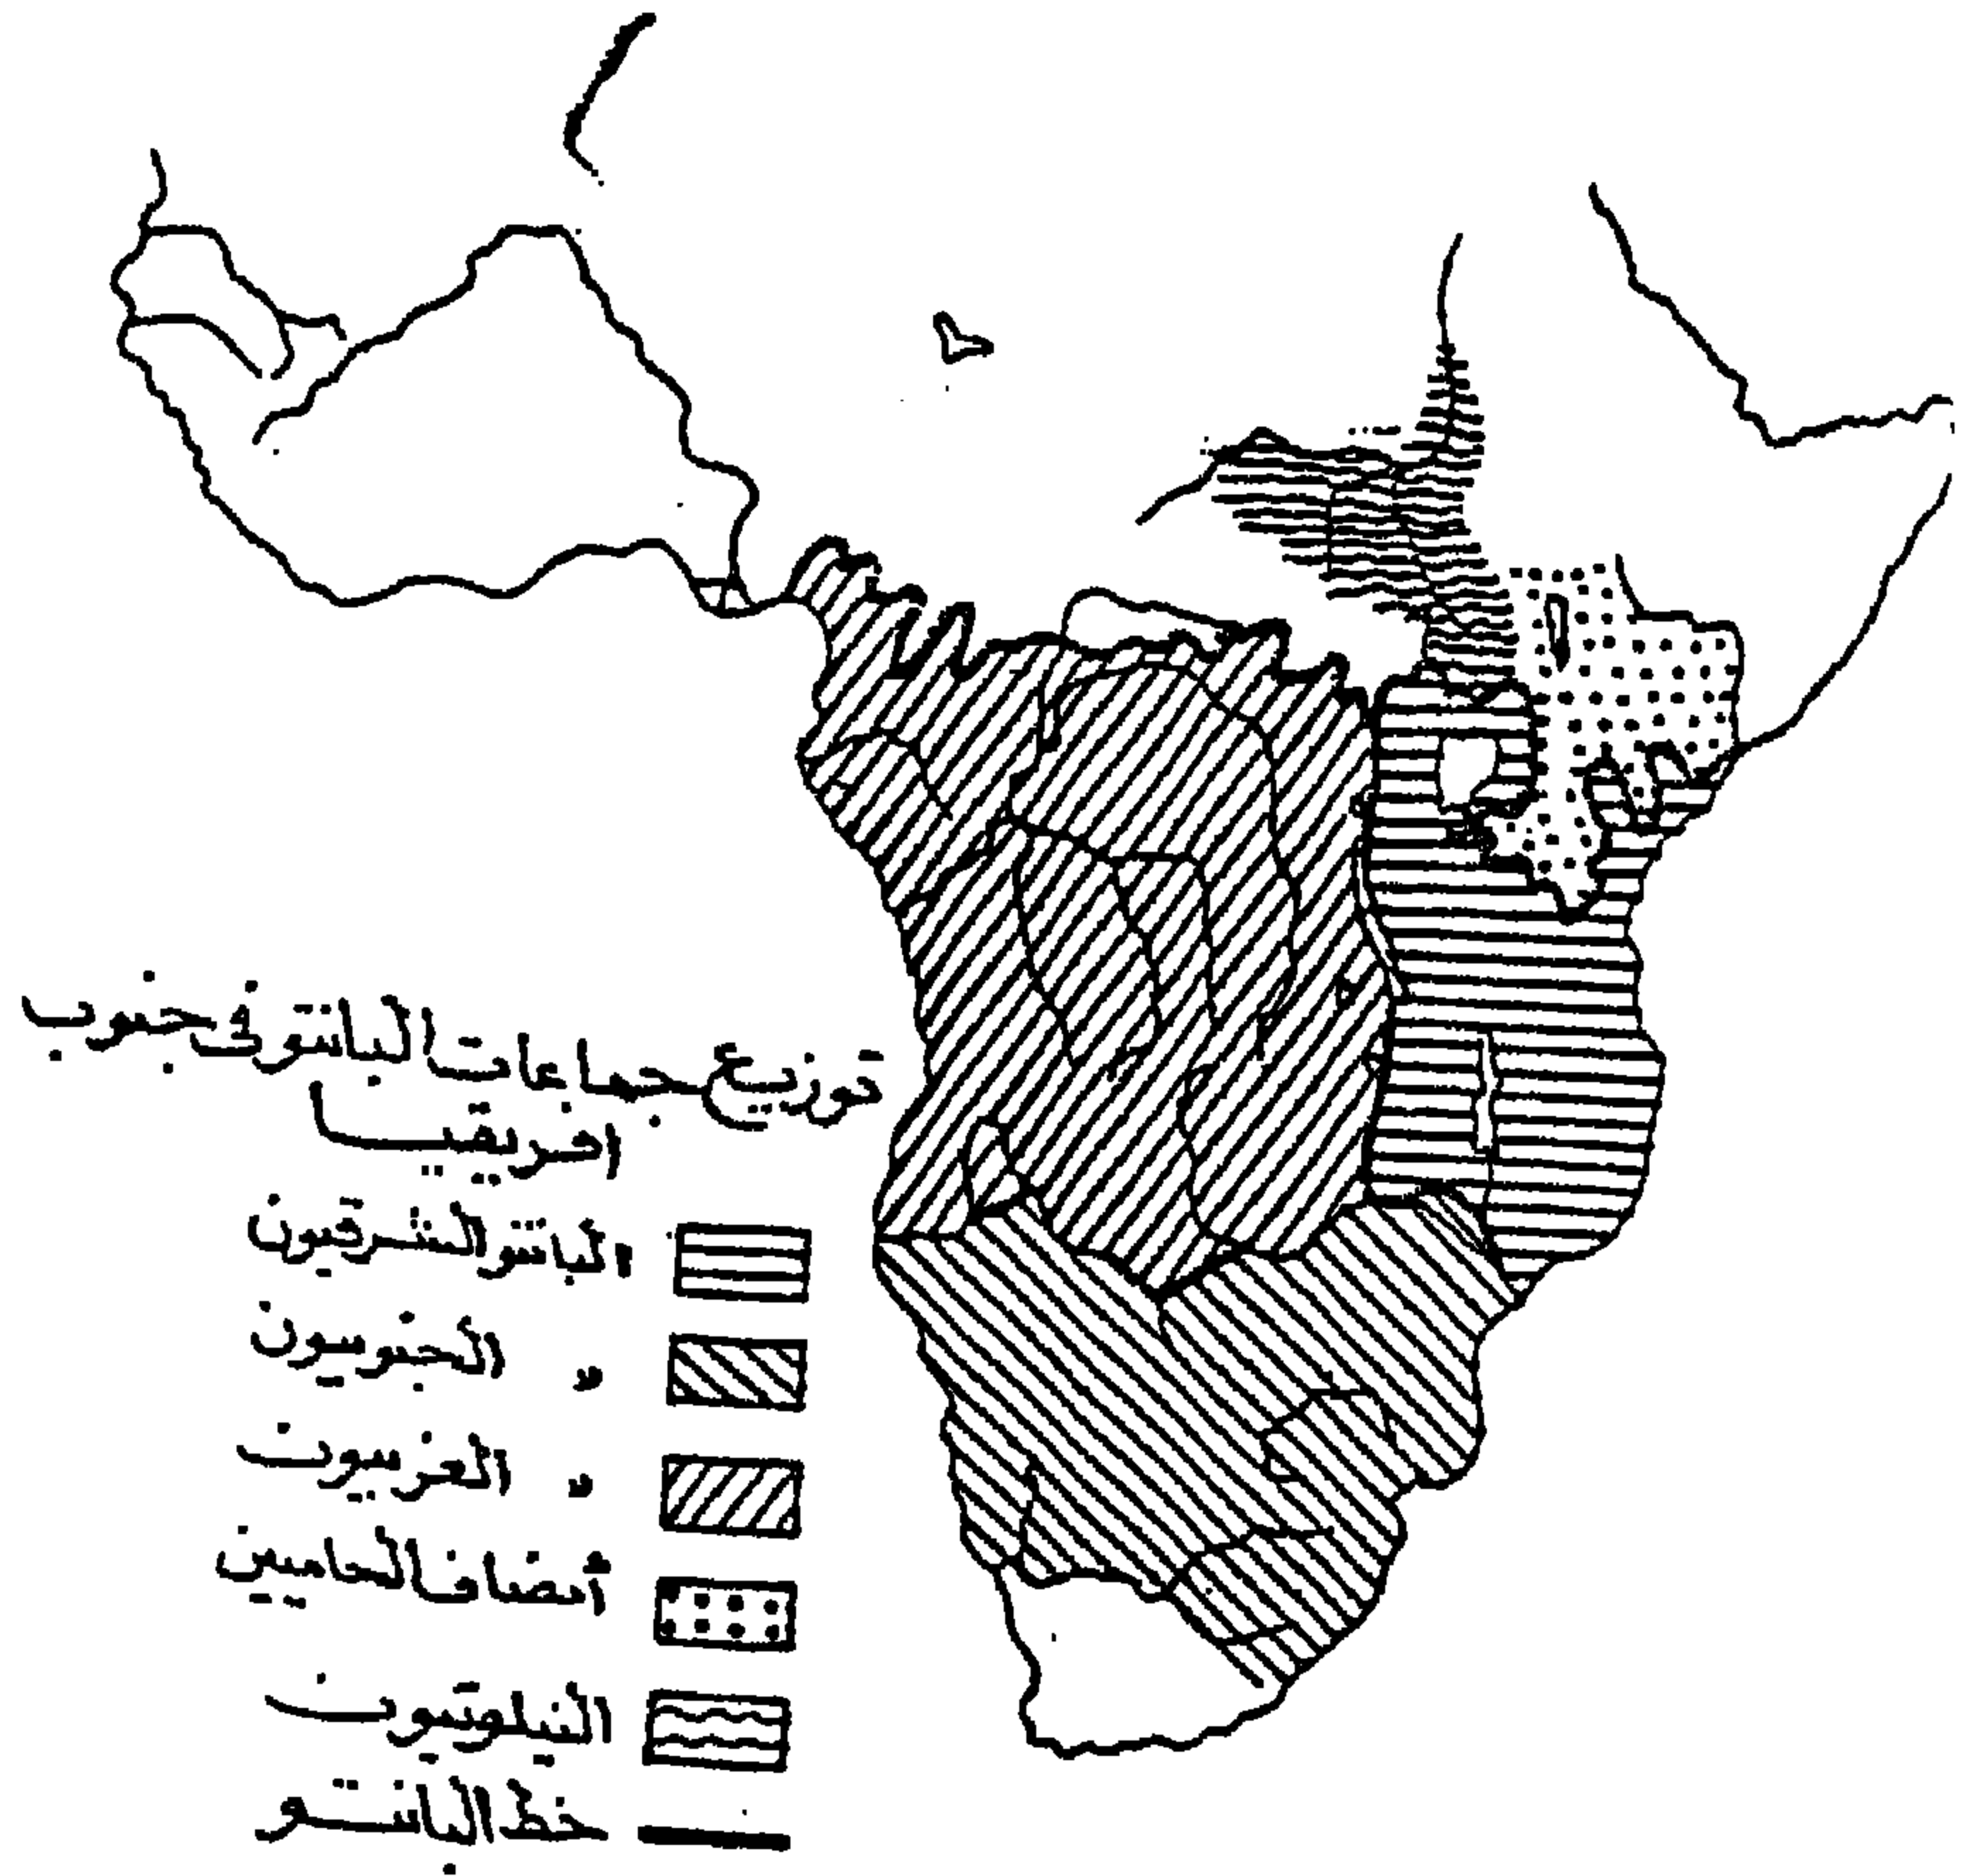 توزيع جماعات البانتو في جنوب
افريقيا
البانتو الشرقيون
» الجنوبيون
» الغربيون
أنصاف الحاميين
النيلوتيون
خط البانتو